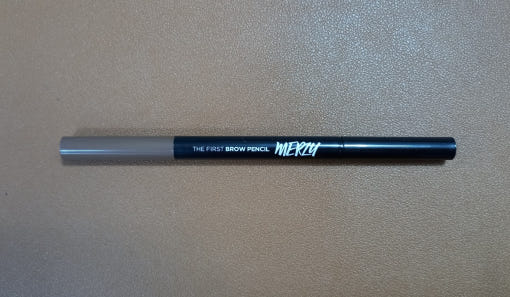 THE FIRST BROW PENCIL MERZY